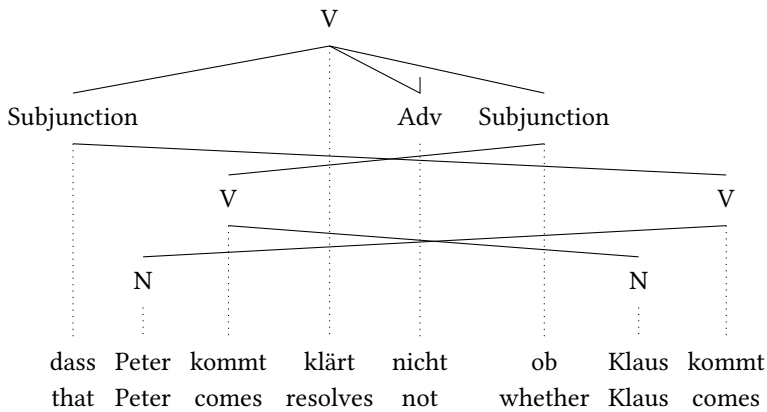 V
Subjunction Adv Subjunction
V V
N N
dass Peter kommt klärt nicht ob Klaus kommt
that Peter comes resolves not whether Klaus comes